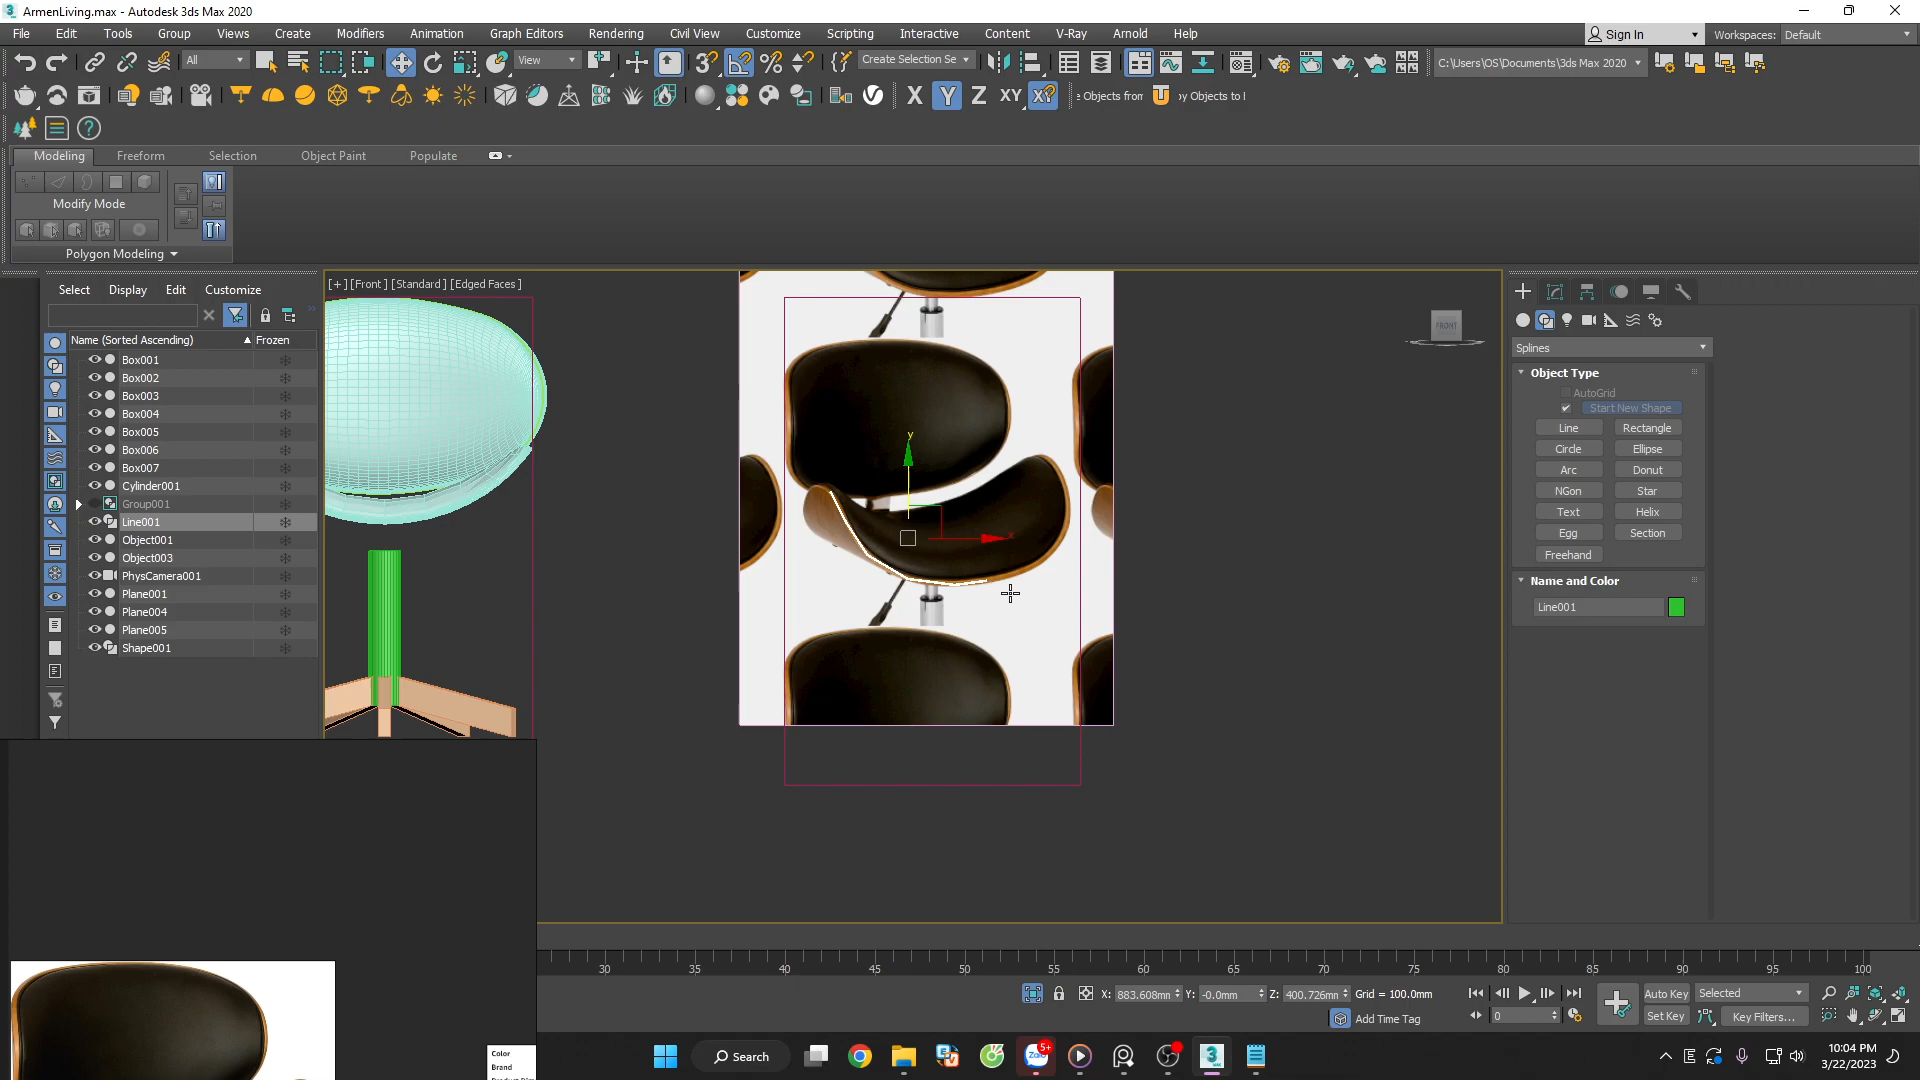 ArmenLiving.max - Autodesk 3ds Max 2020
File Edit Tools Group Views Create Modifiers Animation Graph Editors Rendering Civil View Customize Scripting Interactive Content V-Ray Arnold Help
Sign In
Workspaces: Default
All
View
Create Selection Se
C:\Users\OS\Documents\3ds Max 2020
X Y Z XY
e Objects from
by Objects to l
Modeling Freeform Selection Object Paint Populate
Modify Mode
Polygon Modeling
Select Display Edit Customize
Name (Sorted Ascending) Frozen
Box001
Box002
Box003
Box004
Box005
Box006
Box007
Cylinder001
Group001
Line001
Object001
Object003
PhysCamera001
Plane001
Plane004
Plane005
Shape001
[+] [Front] [Standard] [Edged Faces]
FRONT
y
x
Splines
Object Type
AutoGrid
Start New Shape
Line Rectangle
Circle Ellipse
Arc Donut
NGon Star
Text Helix
Egg Section
Freehand
Name and Color
Line001
Color
Brand
30 35 40 45 50 55 60 65 70 75 80 85 90 95 100
X: 883.608mm Y: -0.0mm Z: 400.726mm Grid = 100.0mm
Add Time Tag
0
Auto Key Selected
Set Key Key Filters...
Search
5+
10:04 PM
3/22/2023